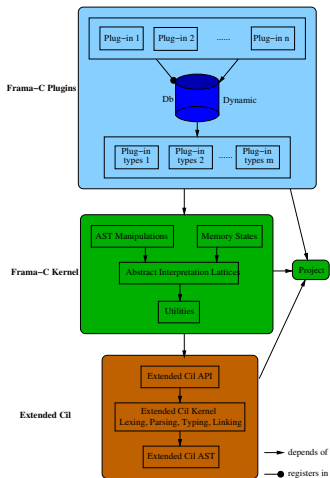 Plug−in 1 Plug−in 2 ...... Plug−in n
Frama−C Plugins
Db Dynamic
Plug−in types 1
Plug−in types 2
......
Plug−in types m
AST Manipulations Memory States
Frama−C Kernel
Abstract Interpretation Lattices
Project
Utilities
Extended Cil API
Extended Cil
Extended Cil Kernel
Lexing, Parsing, Typing, Linking
Extended Cil AST
depends of
registers in